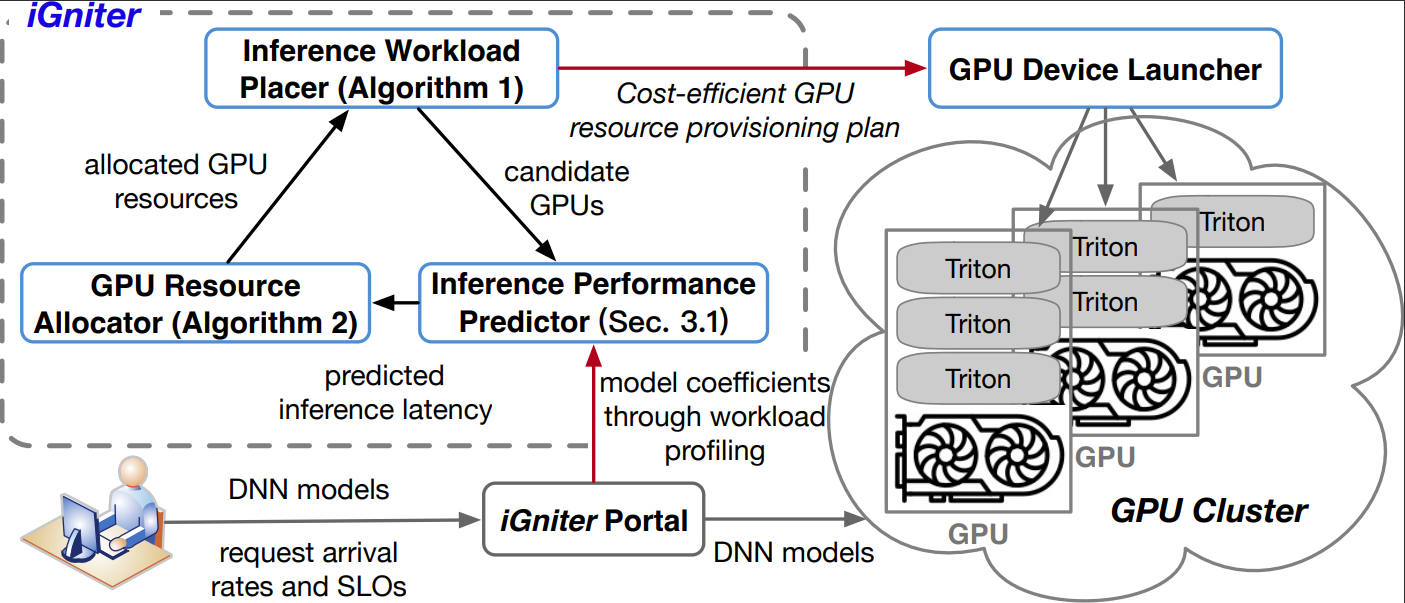 iGniter
Inference Workload
Placer (Algorithm 1)
GPU Device Launcher
Cost-efficient GPU
resource provisioning plan
allocated GPU
resources
candidate
GPUs
GPU Resource
Allocator (Algorithm 2)
Inference Performance
Predictor (Sec. 3.1)
predicted
inference latency
model coefficients
through workload
profiling
Triton
Triton
Triton
Triton
Triton
Triton
GPU
GPU
GPU
GPU Cluster
DNN models
request arrival
rates and SLOs
iGniter Portal
DNN models